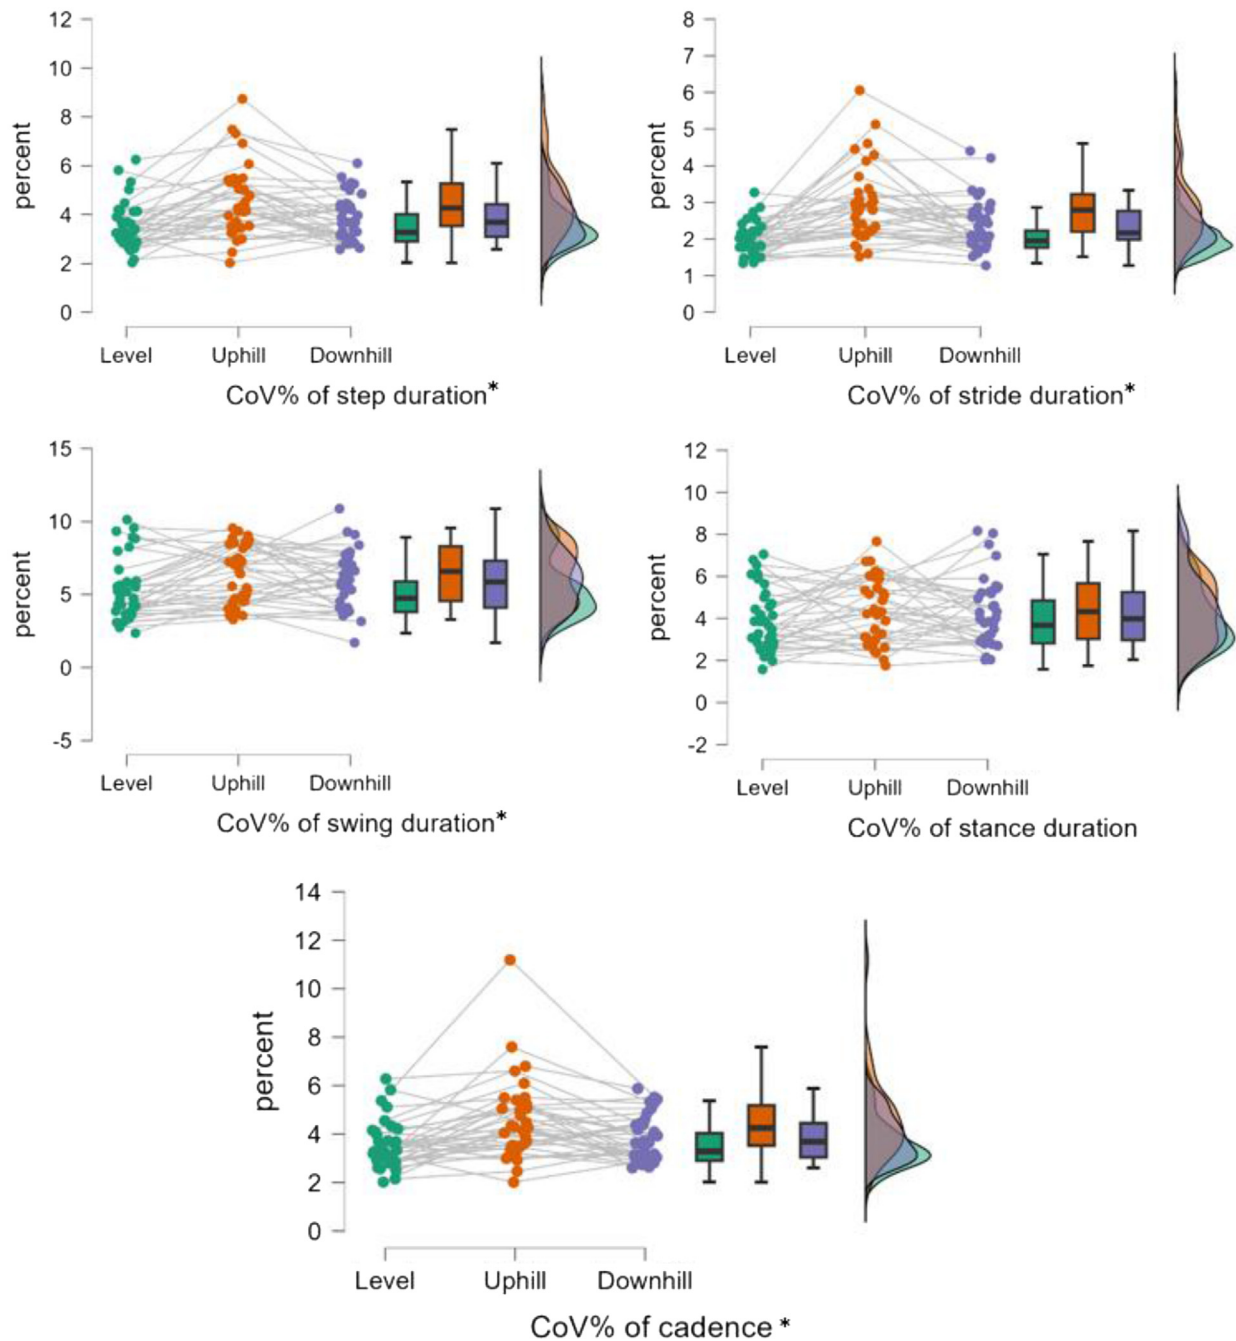 12
10
8
6
4
2
0
percent
Level Uphill Downhill
CoV% of step duration*
8
7
6
5
4
3
2
1
0
percent
Level Uphill Downhill
CoV% of stride duration*
15
10
5
0
-5
percent
Level Uphill Downhill
CoV% of swing duration*
12
10
8
6
4
2
0
-2
percent
Level Uphill Downhill
CoV% of stance duration
14
12
10
8
6
4
2
0
percent
Level Uphill Downhill
CoV% of cadence *